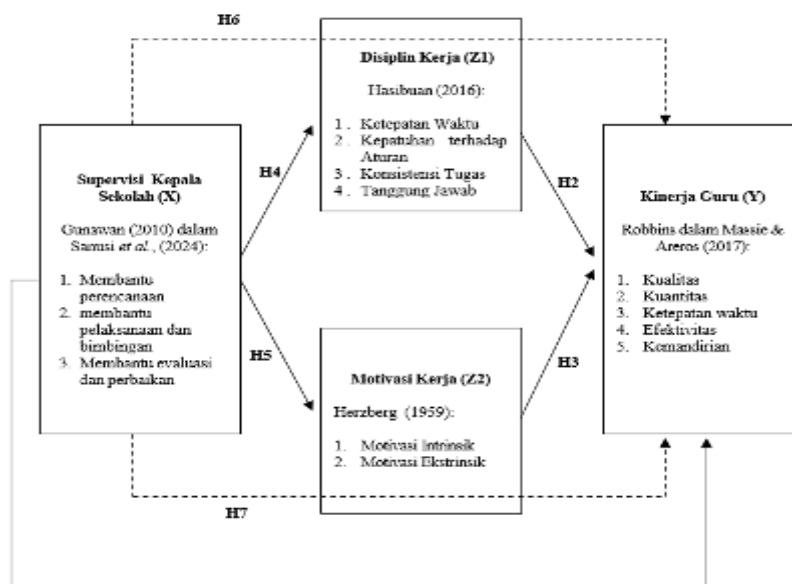 H6
Disiplin Kerja (Z1)
Hasibuan (2016):
1. Ketepatan Waktu
2. Kepatuhan terhadap
Aturan
3. Konsistensi Tugas
4. Tanggung Jawab
H4
H2
Supervisi Kepala
Sekolah (X)
Gunawan (2010) dalam
et al., (2024):
1. Membantu
perencanaan
2. membantu
pelaksanaan dan
bimbingan
3. Membantu evaluasi
dan perbaikan
Kinerja Guru (Y)
Robbins dalam Massie &
Areros (2017):
1. Kualitas
2. Kuantitas
3. Ketepatan waktu
4. Efektivitas
5. Kemandirian
H5
H3
Motivasi Kerja (Z2)
Herzberg (1959):
1. Motivasi Intrinsik
2. Motivasi Ekstrinsik
H7